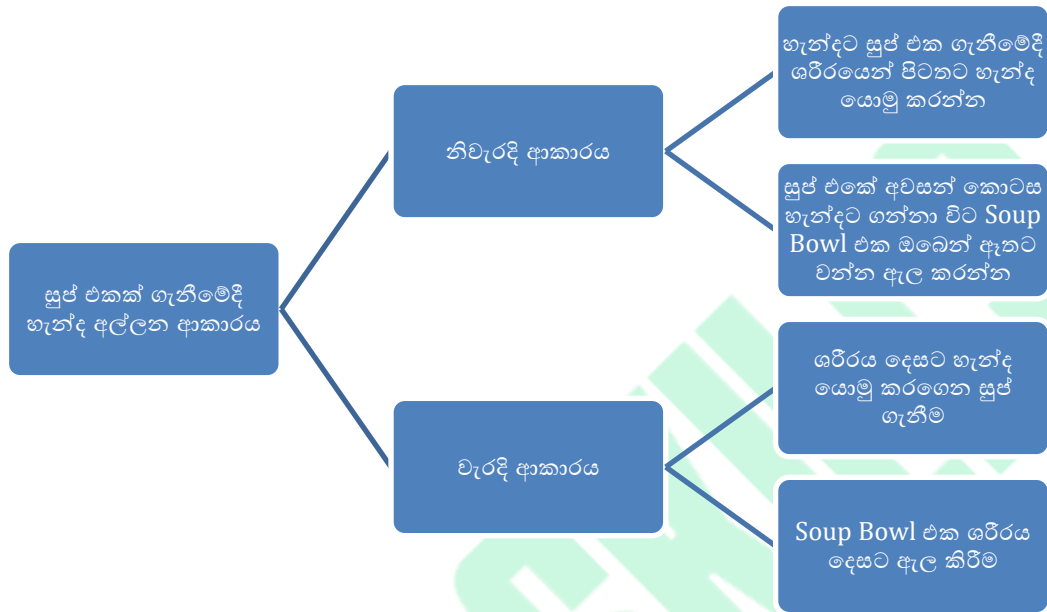 සුප් එකක් ගැනීමේදී
හැන්ද අල්ලන ආකාරය
නිවැරදි ආකාරය
හැන්දට සුප් එක ගැනීමේදී
ශරීරයෙන් පිටතට හැන්ද
යොමු කරන්න
සුප් එකේ අවසන් කොටස
හැන්දට ගන්නා විට Soup
Bowl එක ඔබෙන් ඈතට
වන්න ඇල කරන්න
වැරදි ආකාරය
ශරීරය දෙසට හැන්ද
යොමු කරගෙන සුප්
ගැනීම
Soup Bowl එක ශරීරය
දෙසට ඇල කිරීම